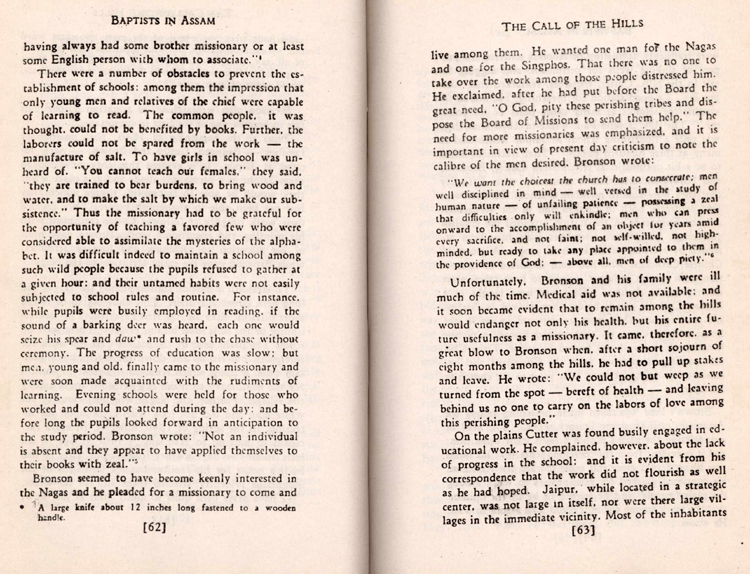 BAPTISTS IN ASSAM
having always had some brother missionary or at least
some English person with whom to associate."⁴
There were a number of obstacles to prevent the es-
tablishment of schools: among them the impression that
only young men and relatives of the chief were capable
of learning to read. The common people, it was
thought, could not be benefited by books. Further, the
laborers could not be spared from the work — the
manufacture of salt. To have girls in school was un-
heard of. "You cannot teach our females," they said,
"they are trained to bear burdens, to bring wood and
water, and to make the salt by which we make our sub-
sistence." Thus the missionary had to be grateful for
the opportunity of teaching a favored few who were
considered able to assimilate the mysteries of the alpha-
bet. It was difficult indeed to maintain a school among
such wild people because the pupils refused to gather at
a given hour; and their untamed habits were not easily
subjected to school rules and routine. For instance,
while pupils were busily employed in reading, if the
sound of a barking deer was heard, each one would
seize his spear and daw* and rush to the chase without
ceremony. The progress of education was slow; but
men, young and old, finally came to the missionary and
were soon made acquainted with the rudiments of
learning. Evening schools were held for those who
worked and could not attend during the day; and be-
fore long the pupils looked forward in anticipation to
the study period. Bronson wrote: "Not an individual
is absent and they appear to have applied themselves to
their books with zeal."⁵
Bronson seemed to have become keenly interested in
the Nagas and he pleaded for a missionary to come and
* A large knife about 12 inches long fastened to a wooden
handle.
[62]
THE CALL OF THE HILLS
live among them. He wanted one man for the Nagas
and one for the Singphos. That there was no one to
take over the work among those people distressed him.
He exclaimed, after he had put before the Board the
great need, "O God, pity these perishing tribes and dis-
pose the Board of Missions to send them help." The
need for more missionaries was emphasized, and it is
important in view of present day criticism to note the
calibre of the men desired. Bronson wrote:
"We want the choicest the church has to consecrate; men
well disciplined in mind — well versed in the study of
human nature — of unfailing patience — possessing a zeal
that difficulties only will enkindle; men who can press
onward to the accomplishment of an object for years amid
every sacrifice, and not faint; not self-willed, not high-
minded, but ready to take any place appointed to them in
the providence of God; — above all, men of deep piety."⁶
Unfortunately, Bronson and his family were ill
much of the time. Medical aid was not available; and
it soon became evident that to remain among the hills
would endanger not only his health, but his entire fu-
ture usefulness as a missionary. It came, therefore, as a
great blow to Bronson when, after a short sojourn of
eight months among the hills, he had to pull up stakes
and leave. He wrote: "We could not but weep as we
turned from the spot — bereft of health — and leaving
behind us no one to carry on the labors of love among
this perishing people."
On the plains Cutter was found busily engaged in ed-
ucational work. He complained, however, about the lack
of progress in the school; and it is evident from his
correspondence that the work did not flourish as well
as he had hoped. Jaipur, while located in a strategic
center, was not large in itself, nor were there large vil-
lages in the immediate vicinity. Most of the inhabitants
[63]